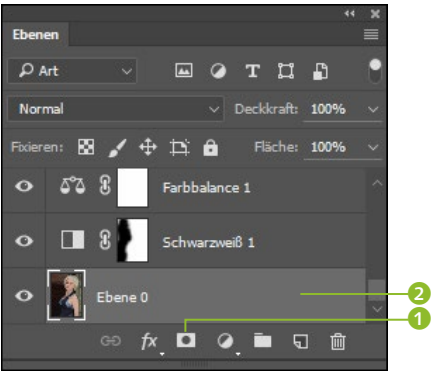 Ebenen
Art
Normal Deckkraft: 100%
Fixieren: Fläche: 100%
Farbbalance 1
Schwarzweiß 1
Ebene 0
2
fx
1